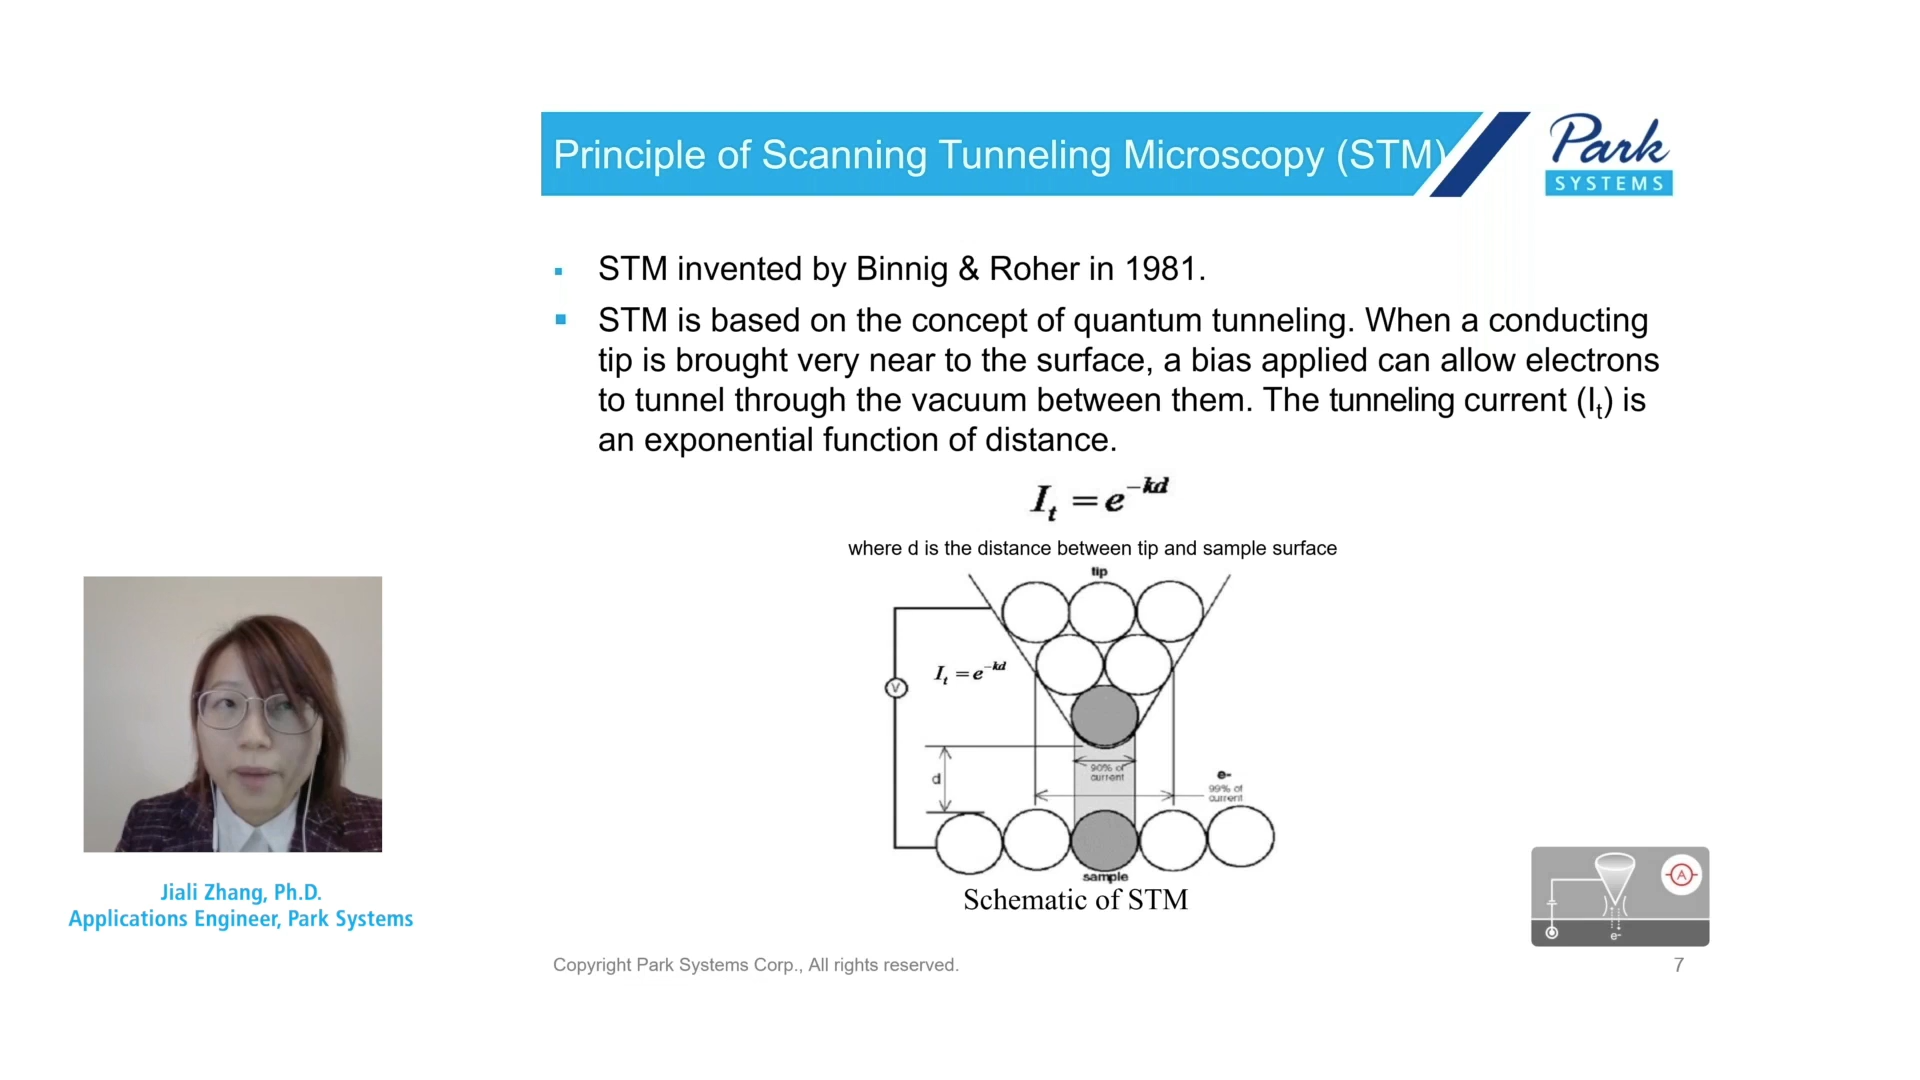 Principle of Scanning Tunneling Microscopy (STM)
Park
SYSTEMS
▪ STM invented by Binnig & Roher in 1981.
▪ STM is based on the concept of quantum tunneling. When a conducting
tip is brought very near to the surface, a bias applied can allow electrons
to tunnel through the vacuum between them. The tunneling current (Iₜ) is
an exponential function of distance.
Iₜ = e^{-kd}
where d is the distance between tip and sample surface
tip
Iₜ = e^{-kd}
V
d
90% of
current
e-
99% of
current
sample
Schematic of STM
A
e-
Jiali Zhang, Ph.D.
Applications Engineer, Park Systems
Copyright Park Systems Corp., All rights reserved.
7